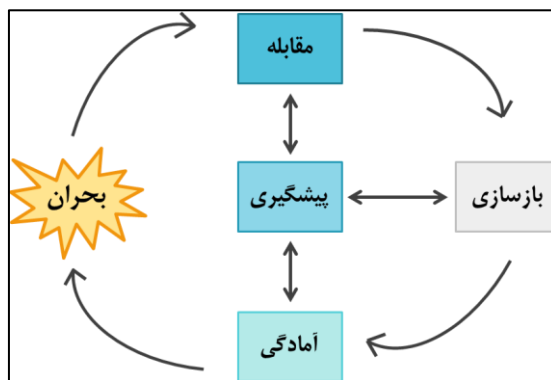 مقابله
بازسازی
پیشگیری
بحران
آمادگی